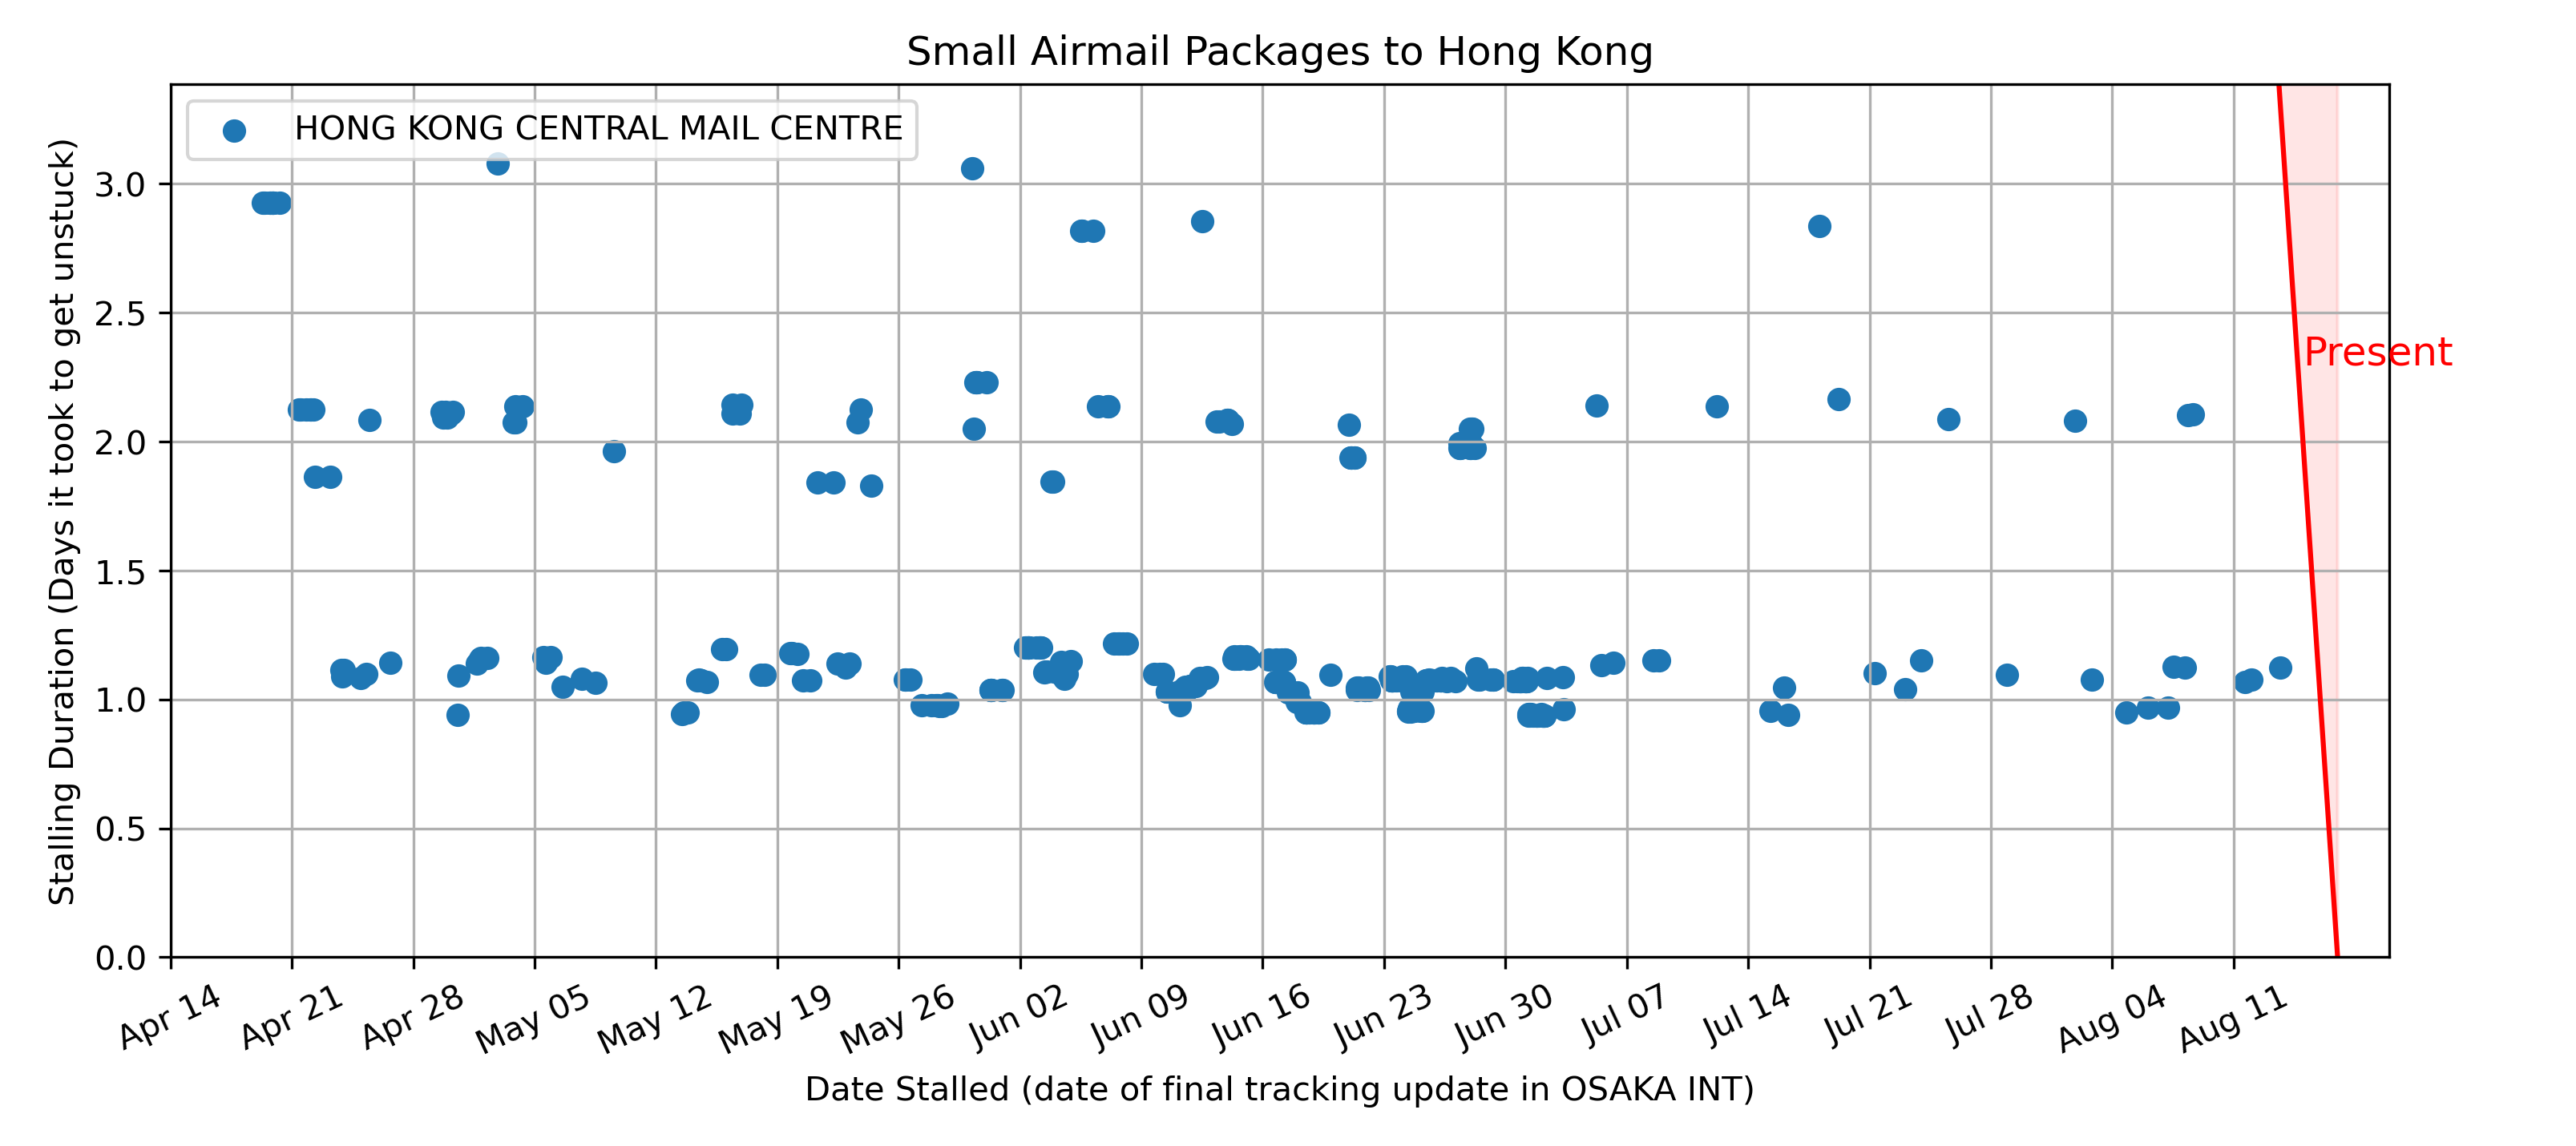 Small Airmail Packages to Hong Kong
HONG KONG CENTRAL MAIL CENTRE
Stalling Duration (Days it took to get unstuck)
3.0
2.5
2.0
1.5
1.0
0.5
0.0
Present
Apr 14
Apr 21
Apr 28
May 05
May 12
May 19
May 26
Jun 02
Jun 09
Jun 16
Jun 23
Jun 30
Jul 07
Jul 14
Jul 21
Jul 28
Aug 04
Aug 11
Date Stalled (date of final tracking update in OSAKA INT)